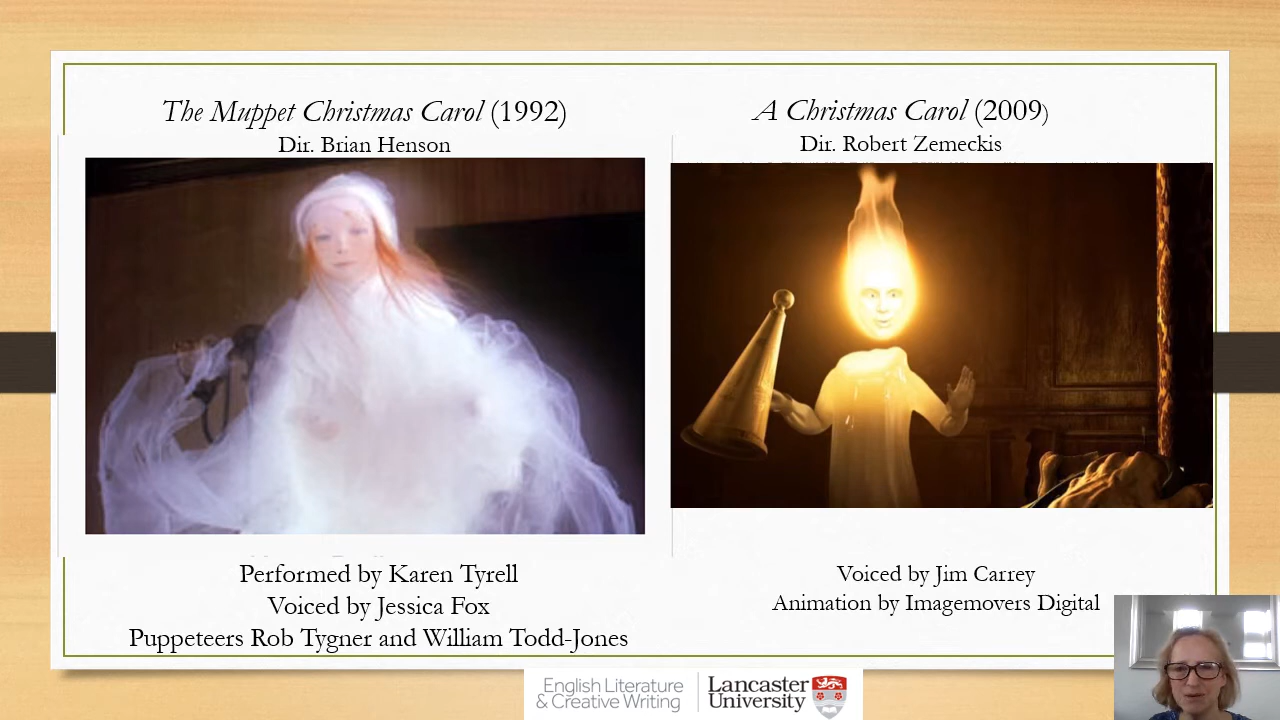 The Muppet Christmas Carol (1992)
Dir. Brian Henson
Performed by Karen Tyrell
Voiced by Jessica Fox
Puppeteers Rob Tygner and William Todd-Jones
A Christmas Carol (2009)
Dir. Robert Zemeckis
Voiced by Jim Carrey
Animation by Imagemovers Digital
English Literature
& Creative Writing
Lancaster
University